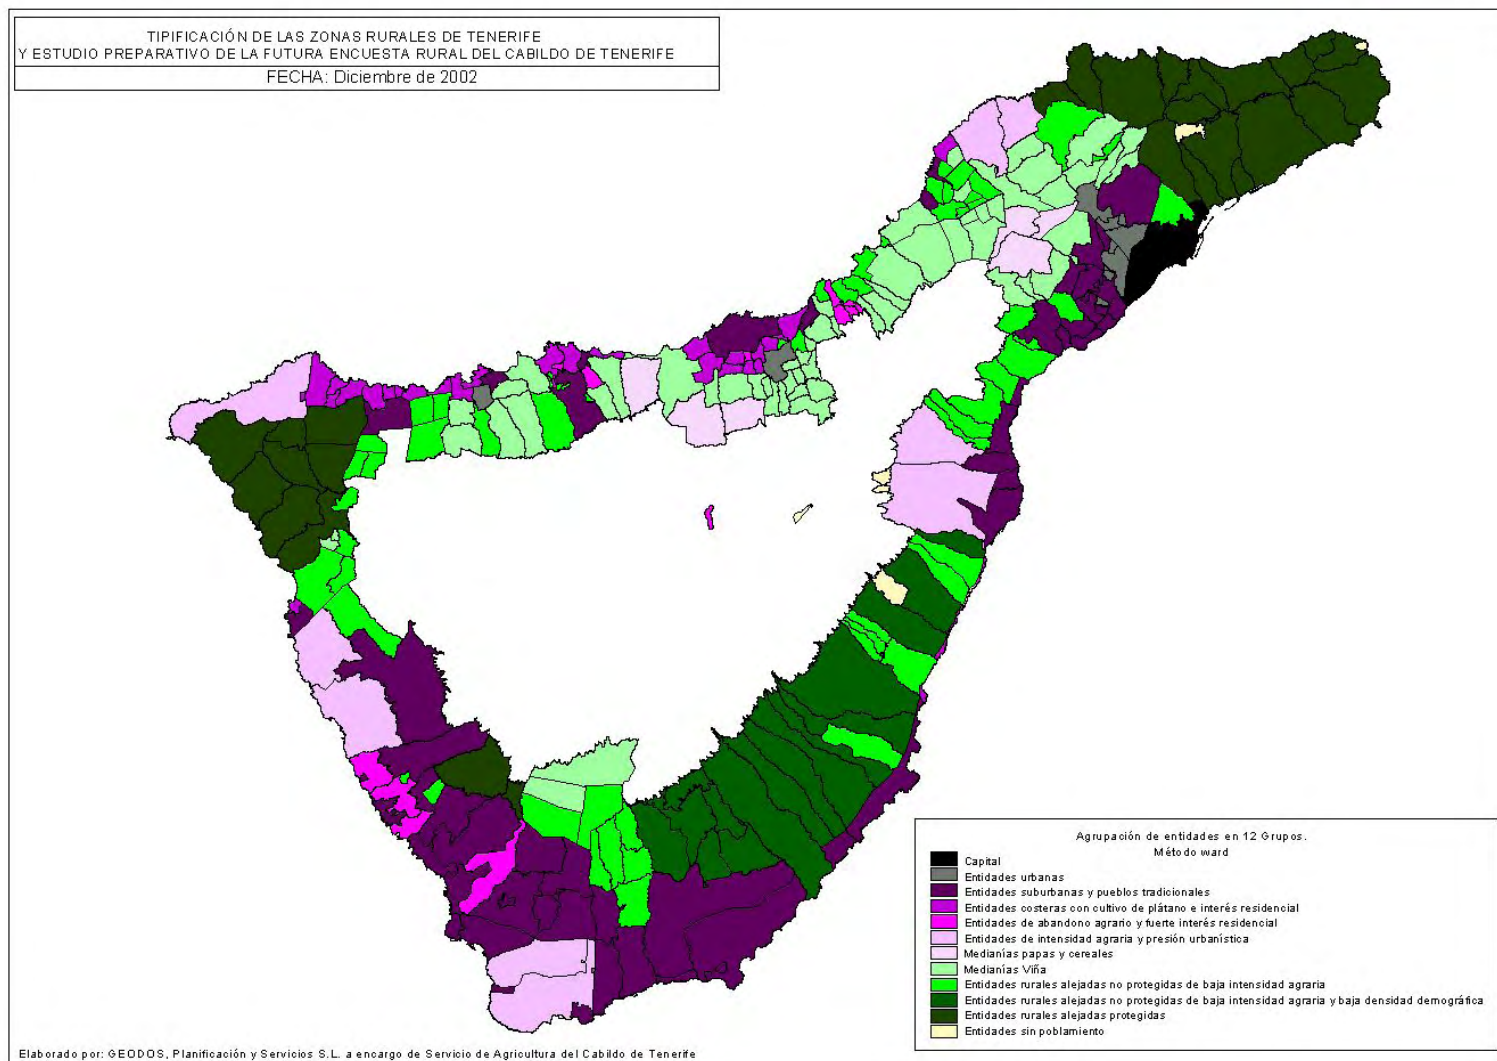 TIPIFICACIÓN DE LAS ZONAS RURALES DE TENERIFE
Y ESTUDIO PREPARATIVO DE LA FUTURA ENCUESTA RURAL DEL CABILDO DE TENERIFE
FECHA: Diciembre de 2002
Agrupación de entidades en 12 Grupos.
Método ward
Capital
Entidades urbanas
Entidades suburbanas y pueblos tradicionales
Entidades costeras con cultivo de plátano e interés residencial
Entidades de abandono agrario y fuerte interés residencial
Entidades de intensidad agraria y presión urbanística
Medianías papas y cereales
Medianías Viña
Entidades rurales alejadas no protegidas de baja intensidad agraria
Entidades rurales alejadas no protegidas de baja intensidad agraria y baja densidad demográfica
Entidades rurales alejadas protegidas
Entidades sin poblamiento
Elaborado por: GEODOS, Planificación y Servicios S.L. a encargo de Servicio de Agricultura del Cabildo de Tenerife